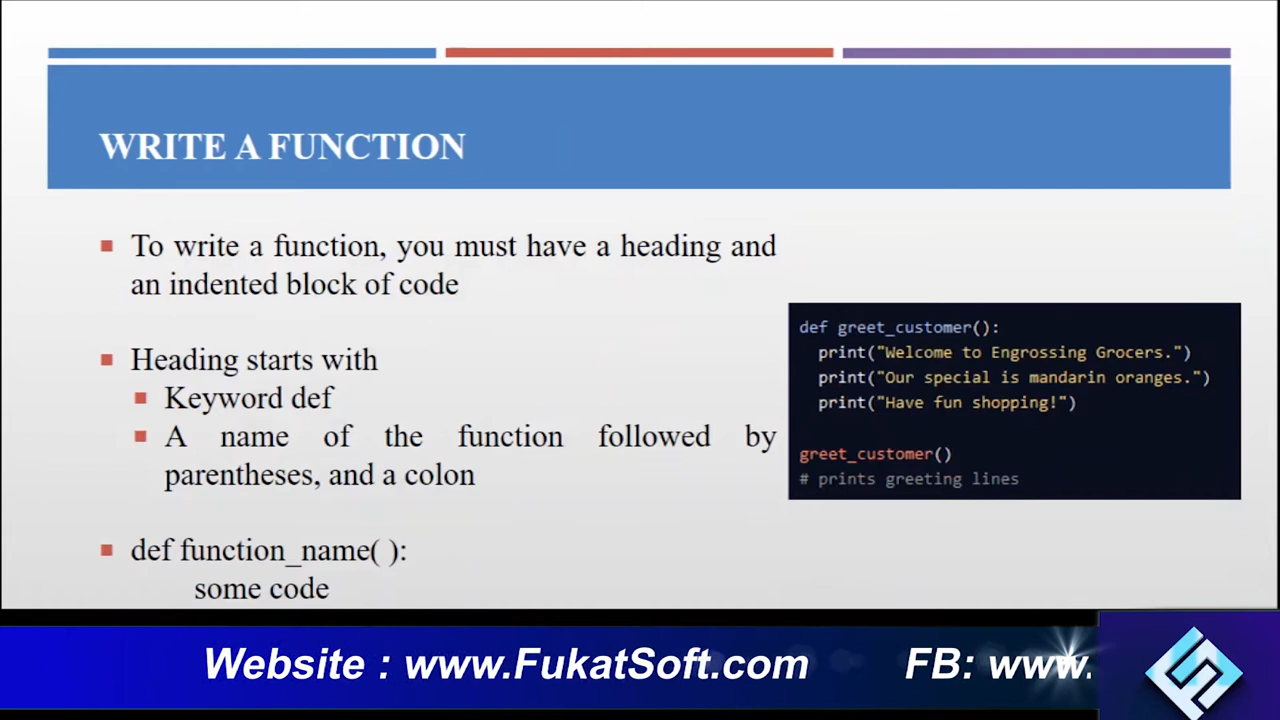 WRITE A FUNCTION
To write a function, you must have a heading and
an indented block of code
Heading starts with
Keyword def
A name of the function followed by
parentheses, and a colon
def function_name( ):
some code
def greet_customer():
print("Welcome to Engrossing Grocers.")
print("Our special is mandarin oranges.")
print("Have fun shopping!")
greet_customer()
# prints greeting lines
Website : www.FukatSoft.com
FB: www.